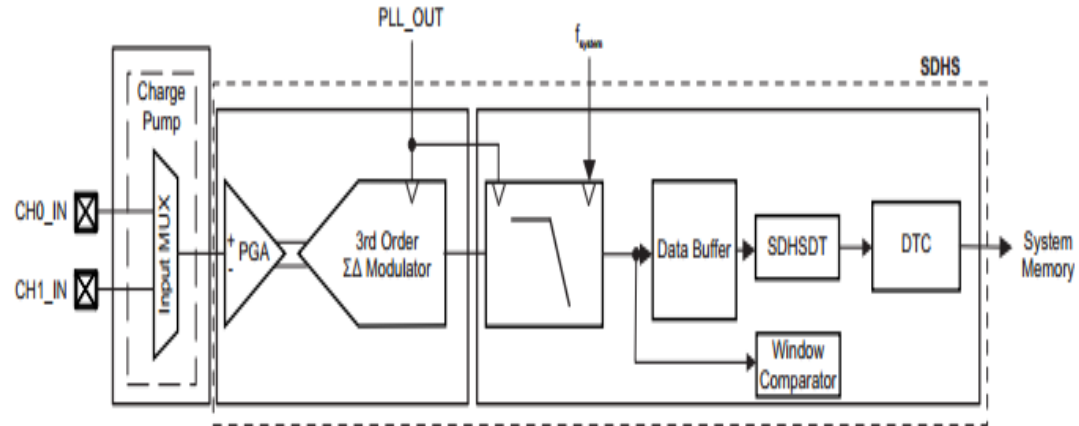 PLL_OUT
f_system
SDHS
Charge
Pump
CH0_IN
CH1_IN
Input MUX
+
-
PGA
3rd Order
ΣΔ Modulator
Data Buffer
SDHSDT
DTC
System
Memory
Window
Comparator